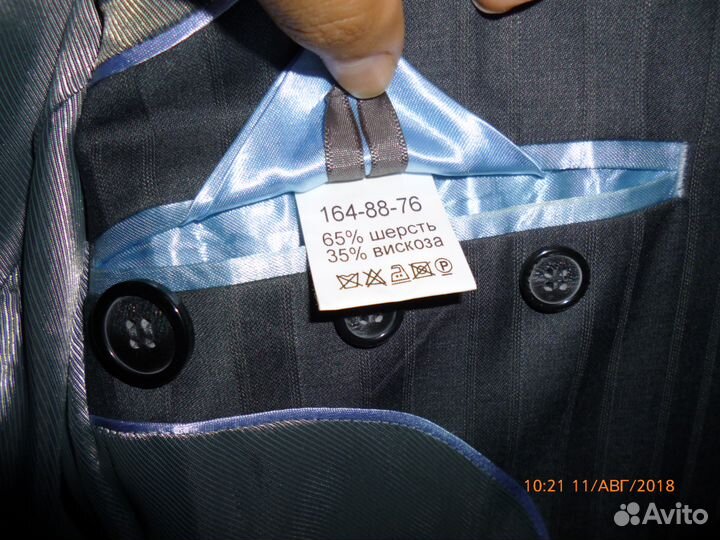 164-88-76
65% шерсть
35% вискоза
P
10:21 11/АВГ/2018
Avito